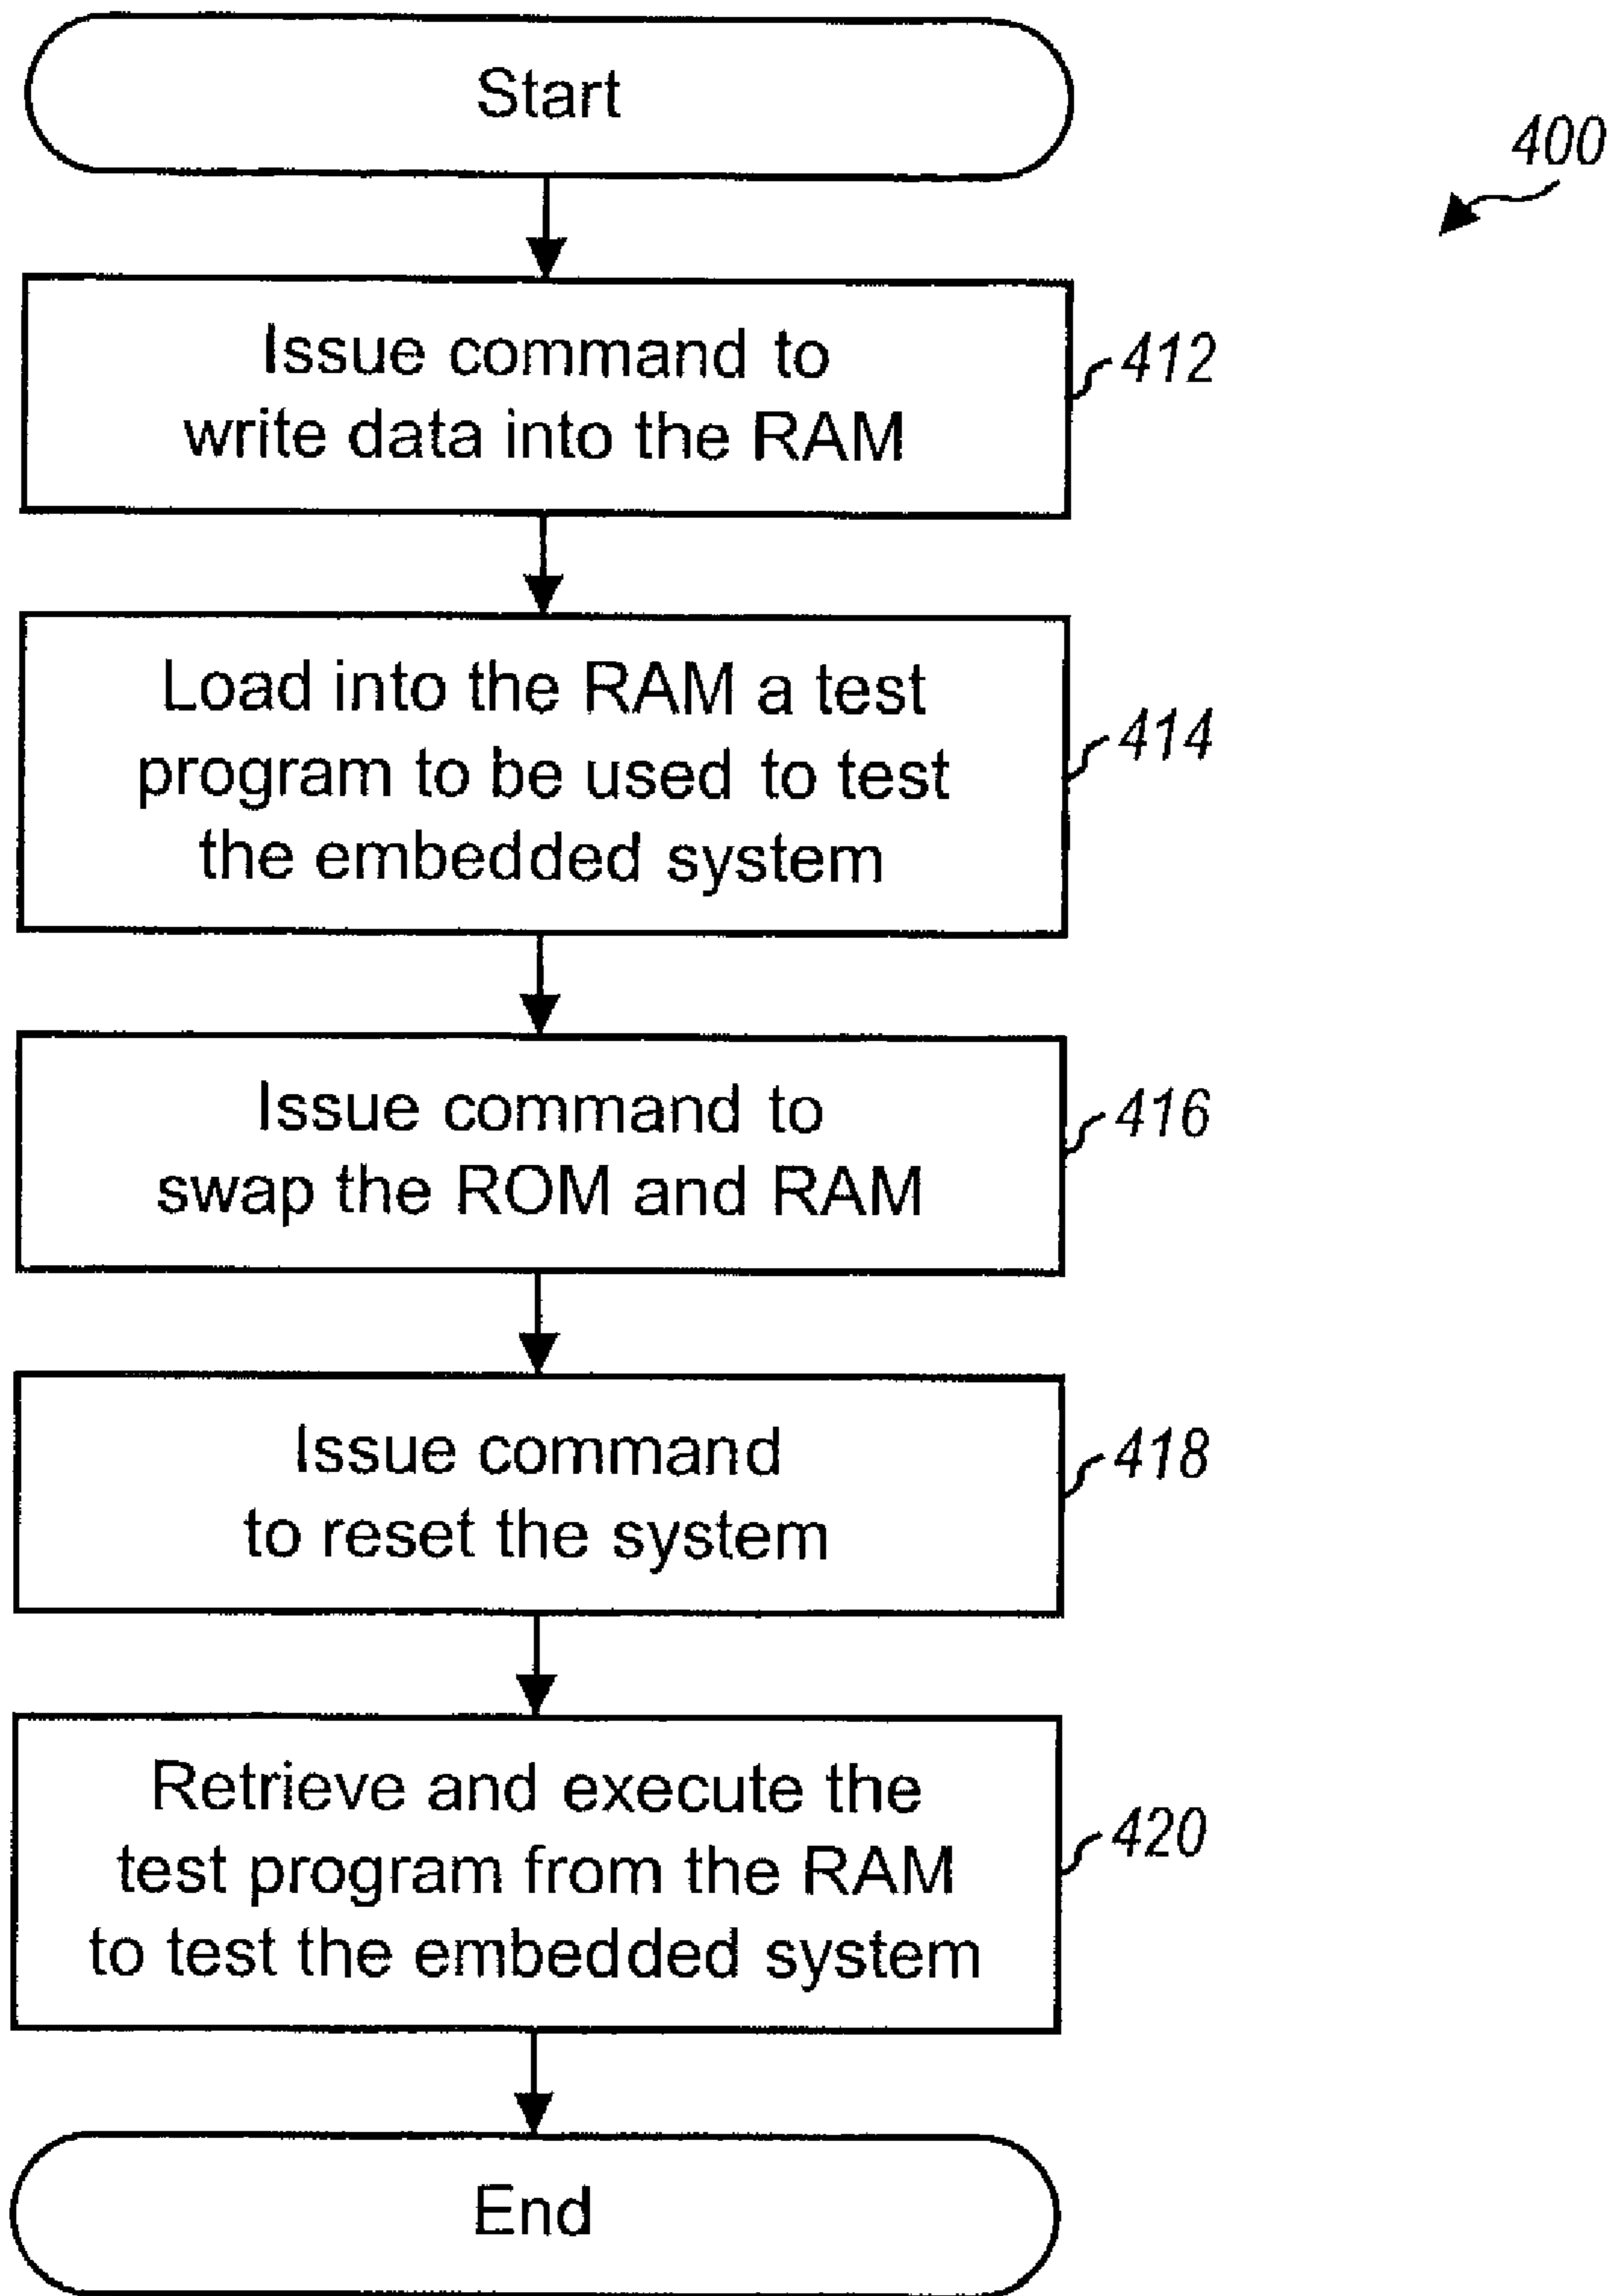 Start
400
Issue command to
write data into the RAM
412
Load into the RAM a test
program to be used to test
the embedded system
414
Issue command to
swap the ROM and RAM
416
Issue command
to reset the system
418
Retrieve and execute the
test program from the RAM
to test the embedded system
420
End